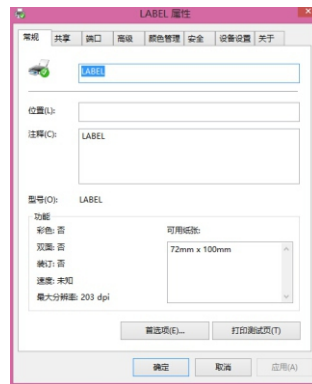 LABEL 属性
常规 共享 端口 高级 颜色管理 安全 设备设置 关于
LABEL
位置(L):
注释(C): LABEL
型号(O): LABEL
功能
彩色: 否 可用纸张:
双面: 否 72mm x 100mm
装订: 否
速度: 未知
最大分辨率: 203 dpi
首选项(E)... 打印测试页(T)
确定 取消 应用(A)